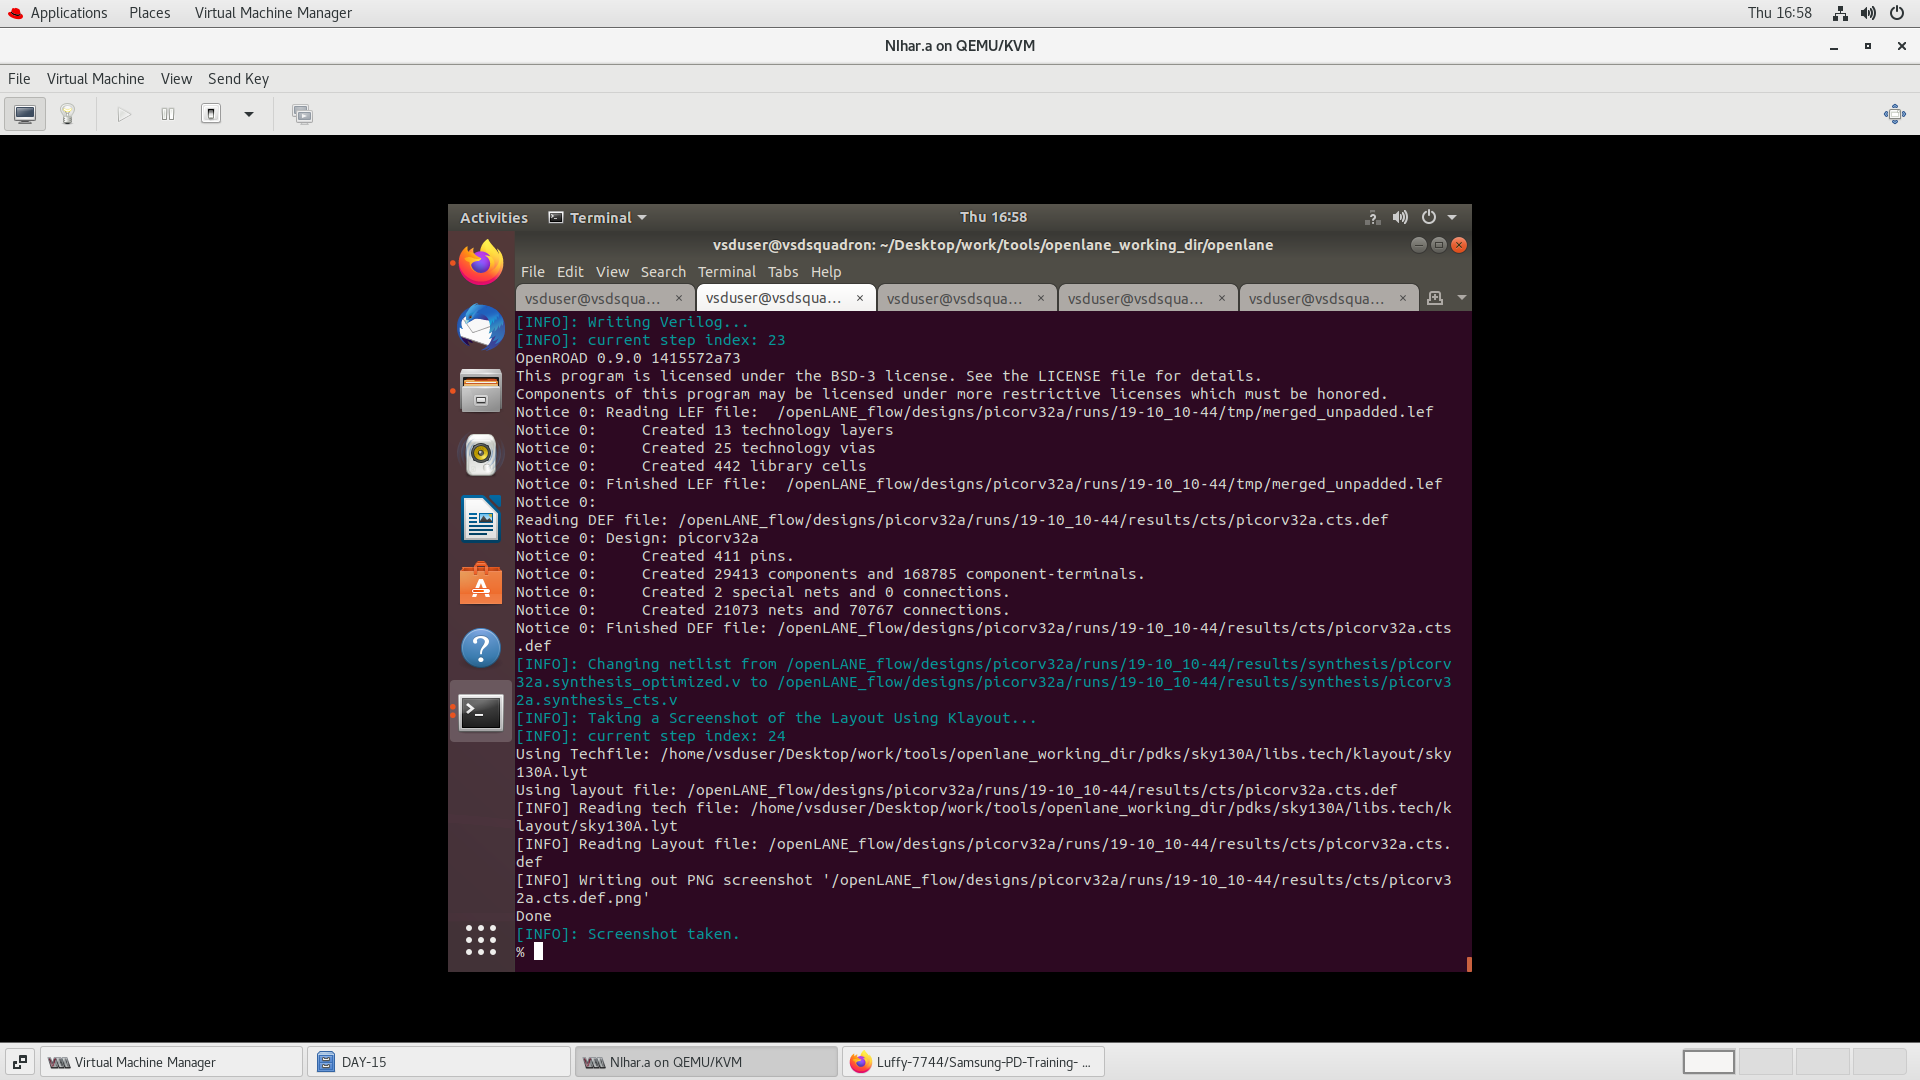 Applications Places Virtual Machine Manager Thu 16:58
NIhar.a on QEMU/KVM
File Virtual Machine View Send Key
Activities Terminal Thu 16:58
vsduser@vsdsquadron: ~/Desktop/work/tools/openlane_working_dir/openlane
File Edit View Search Terminal Tabs Help
vsduser@vsdsqua... × vsduser@vsdsqua... × vsduser@vsdsqua... × vsduser@vsdsqua... × vsduser@vsdsqua... ×
[INFO]: Writing Verilog...
[INFO]: current step index: 23
OpenROAD 0.9.0 1415572a73
This program is licensed under the BSD-3 license. See the LICENSE file for details.
Components of this program may be licensed under more restrictive licenses which must be honored.
Notice 0: Reading LEF file:  /openLANE_flow/designs/picorv32a/runs/19-10_10-44/tmp/merged_unpadded.lef
Notice 0:     Created 13 technology layers
Notice 0:     Created 25 technology vias
Notice 0:     Created 442 library cells
Notice 0: Finished LEF file:  /openLANE_flow/designs/picorv32a/runs/19-10_10-44/tmp/merged_unpadded.lef
Notice 0:
Reading DEF file: /openLANE_flow/designs/picorv32a/runs/19-10_10-44/results/cts/picorv32a.cts.def
Notice 0: Design: picorv32a
Notice 0:     Created 411 pins.
Notice 0:     Created 29413 components and 168785 component-terminals.
Notice 0:     Created 2 special nets and 0 connections.
Notice 0:     Created 21073 nets and 70767 connections.
Notice 0: Finished DEF file: /openLANE_flow/designs/picorv32a/runs/19-10_10-44/results/cts/picorv32a.cts
.def
[INFO]: Changing netlist from /openLANE_flow/designs/picorv32a/runs/19-10_10-44/results/synthesis/picorv
32a.synthesis_optimized.v to /openLANE_flow/designs/picorv32a/runs/19-10_10-44/results/synthesis/picorv3
2a.synthesis_cts.v
[INFO]: Taking a Screenshot of the Layout Using Klayout...
[INFO]: current step index: 24
Using Techfile: /home/vsduser/Desktop/work/tools/openlane_working_dir/pdks/sky130A/libs.tech/klayout/sky
130A.lyt
Using layout file: /openLANE_flow/designs/picorv32a/runs/19-10_10-44/results/cts/picorv32a.cts.def
[INFO] Reading tech file: /home/vsduser/Desktop/work/tools/openlane_working_dir/pdks/sky130A/libs.tech/k
layout/sky130A.lyt
[INFO] Reading Layout file: /openLANE_flow/designs/picorv32a/runs/19-10_10-44/results/cts/picorv32a.cts.
def
[INFO] Writing out PNG screenshot '/openLANE_flow/designs/picorv32a/runs/19-10_10-44/results/cts/picorv3
2a.cts.def.png'
Done
[INFO]: Screenshot taken.
%
Virtual Machine Manager DAY-15 NIhar.a on QEMU/KVM Luffy-7744/Samsung-PD-Training- ...